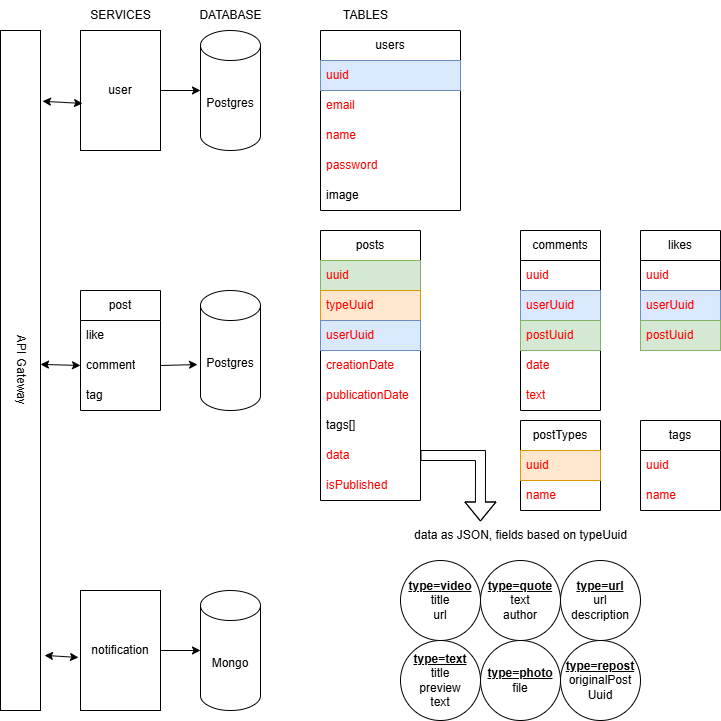 SERVICES
DATABASE
TABLES
API Gateway
user
Postgres
users
uuid
email
name
password
image
post
like
comment
tag
Postgres
posts
uuid
typeUuid
userUuid
creationDate
publicationDate
tags[]
data
isPublished
comments
uuid
userUuid
postUuid
date
text
likes
uuid
userUuid
postUuid
postTypes
uuid
name
tags
uuid
name
data as JSON, fields based on typeUuid
notification
Mongo
type=video
title
url
type=quote
text
author
type=url
url
description
type=text
title
preview
text
type=photo
file
type=repost
originalPost
Uuid